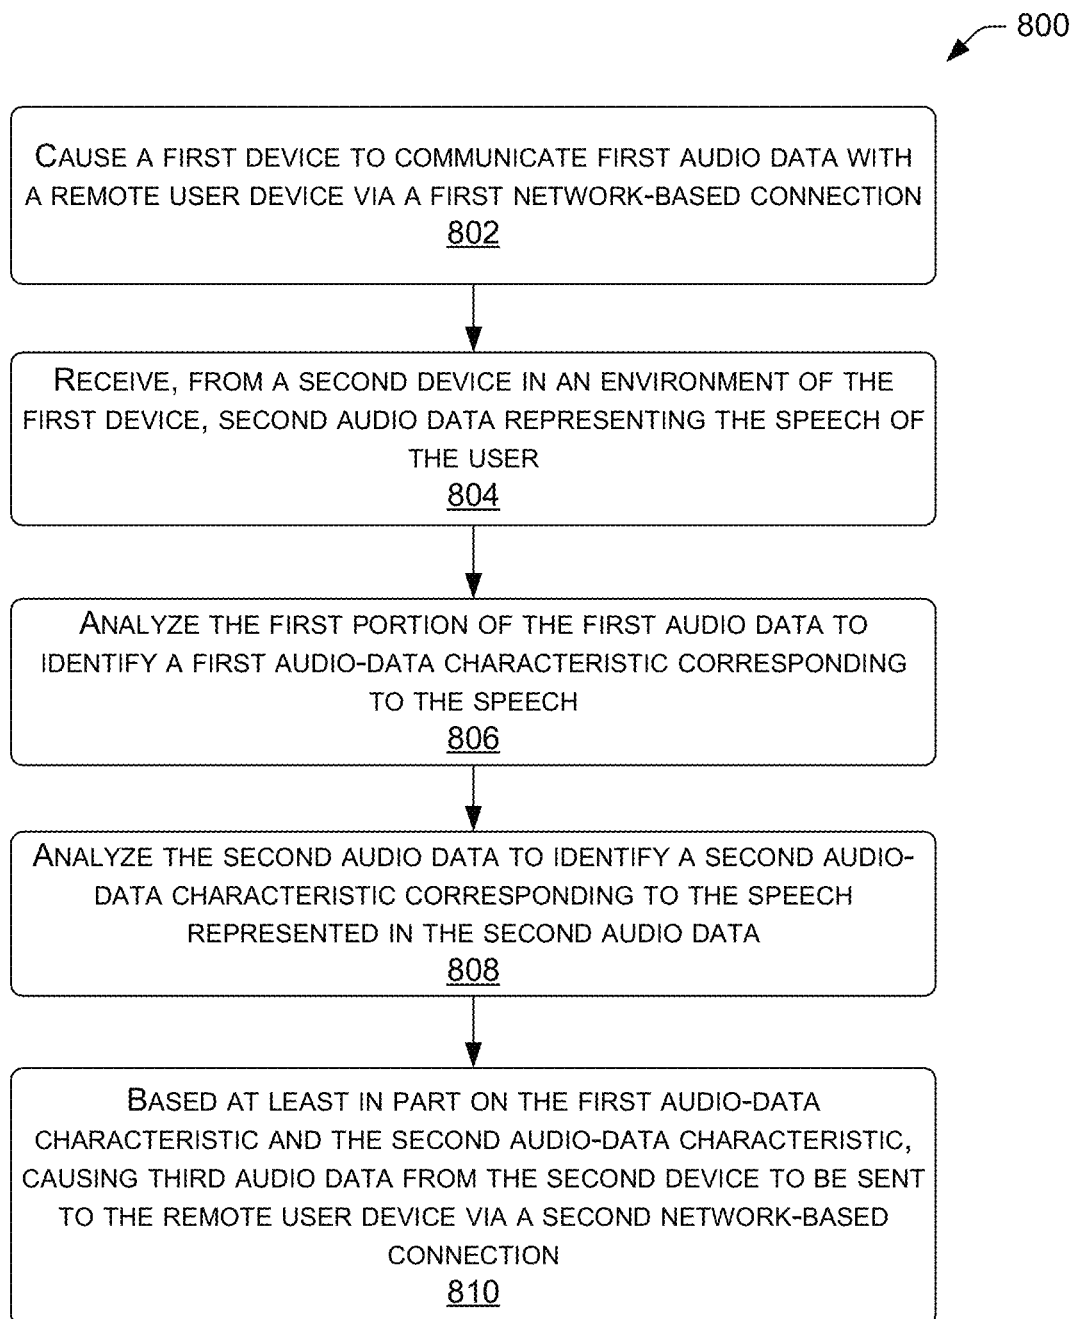 800
CAUSE A FIRST DEVICE TO COMMUNICATE FIRST AUDIO DATA WITH
A REMOTE USER DEVICE VIA A FIRST NETWORK-BASED CONNECTION
802
RECEIVE, FROM A SECOND DEVICE IN AN ENVIRONMENT OF THE
FIRST DEVICE, SECOND AUDIO DATA REPRESENTING THE SPEECH OF
THE USER
804
ANALYZE THE FIRST PORTION OF THE FIRST AUDIO DATA TO
IDENTIFY A FIRST AUDIO-DATA CHARACTERISTIC CORRESPONDING
TO THE SPEECH
806
ANALYZE THE SECOND AUDIO DATA TO IDENTIFY A SECOND AUDIO-
DATA CHARACTERISTIC CORRESPONDING TO THE SPEECH
REPRESENTED IN THE SECOND AUDIO DATA
808
BASED AT LEAST IN PART ON THE FIRST AUDIO-DATA
CHARACTERISTIC AND THE SECOND AUDIO-DATA CHARACTERISTIC,
CAUSING THIRD AUDIO DATA FROM THE SECOND DEVICE TO BE SENT
TO THE REMOTE USER DEVICE VIA A SECOND NETWORK-BASED
CONNECTION
810